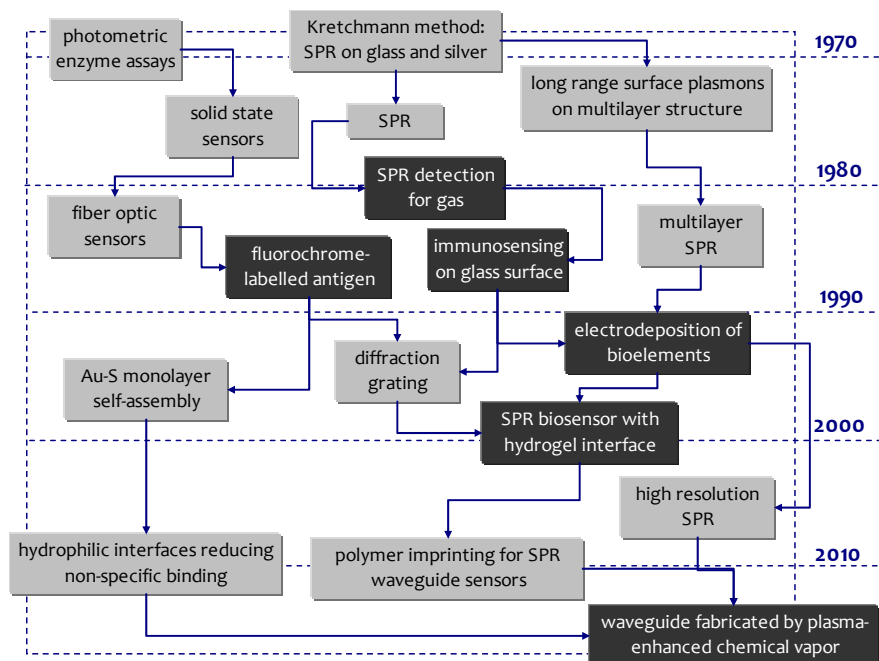 photometric
enzyme assays
Kretchmann method:
SPR on glass and silver
1970
solid state
sensors
SPR
long range surface plasmons
on multilayer structure
SPR detection
for gas
1980
fiber optic
sensors
multilayer
SPR
fluorochrome-
labelled antigen
immunosensing
on glass surface
1990
electrodeposition of
bioelements
diffraction
grating
Au-S monolayer
self-assembly
SPR biosensor with
hydrogel interface
2000
high resolution
SPR
hydrophilic interfaces reducing
non-specific binding
polymer imprinting for SPR
waveguide sensors
2010
waveguide fabricated by plasma-
enhanced chemical vapor